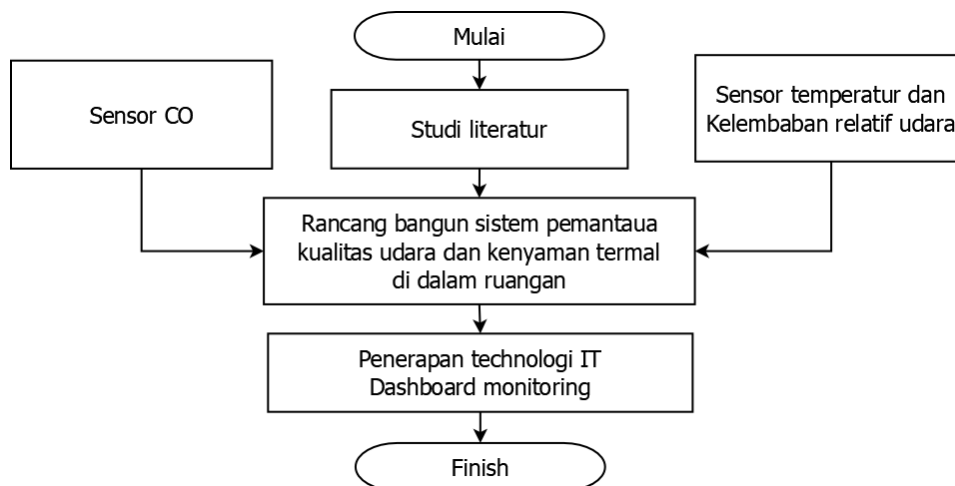 Mulai
Sensor CO
Studi literatur
Sensor temperatur dan
Kelembaban relatif udara
Rancang bangun sistem pemantaua
kualitas udara dan kenyaman termal
di dalam ruangan
Penerapan technologi IT
Dashboard monitoring
Finish